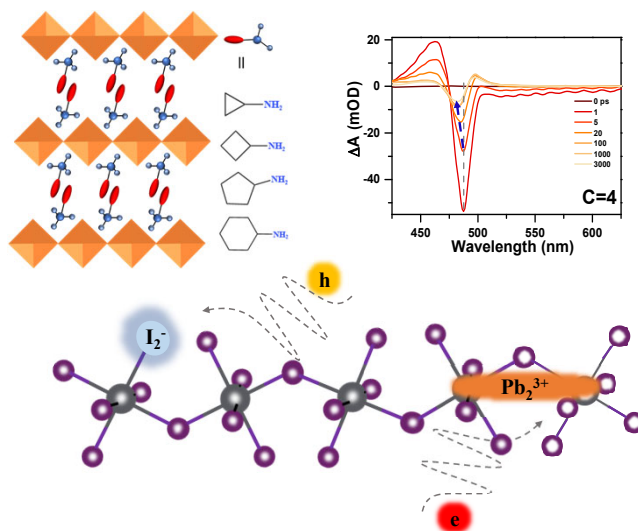 =
NH₂
NH₂
NH₂
NH₂
ΔA (mOD)
20
0
-20
-40
0 ps
1
5
20
100
1000
3000
C=4
450 500 550 600
Wavelength (nm)
h
I₂⁻
Pb₂³⁺
e